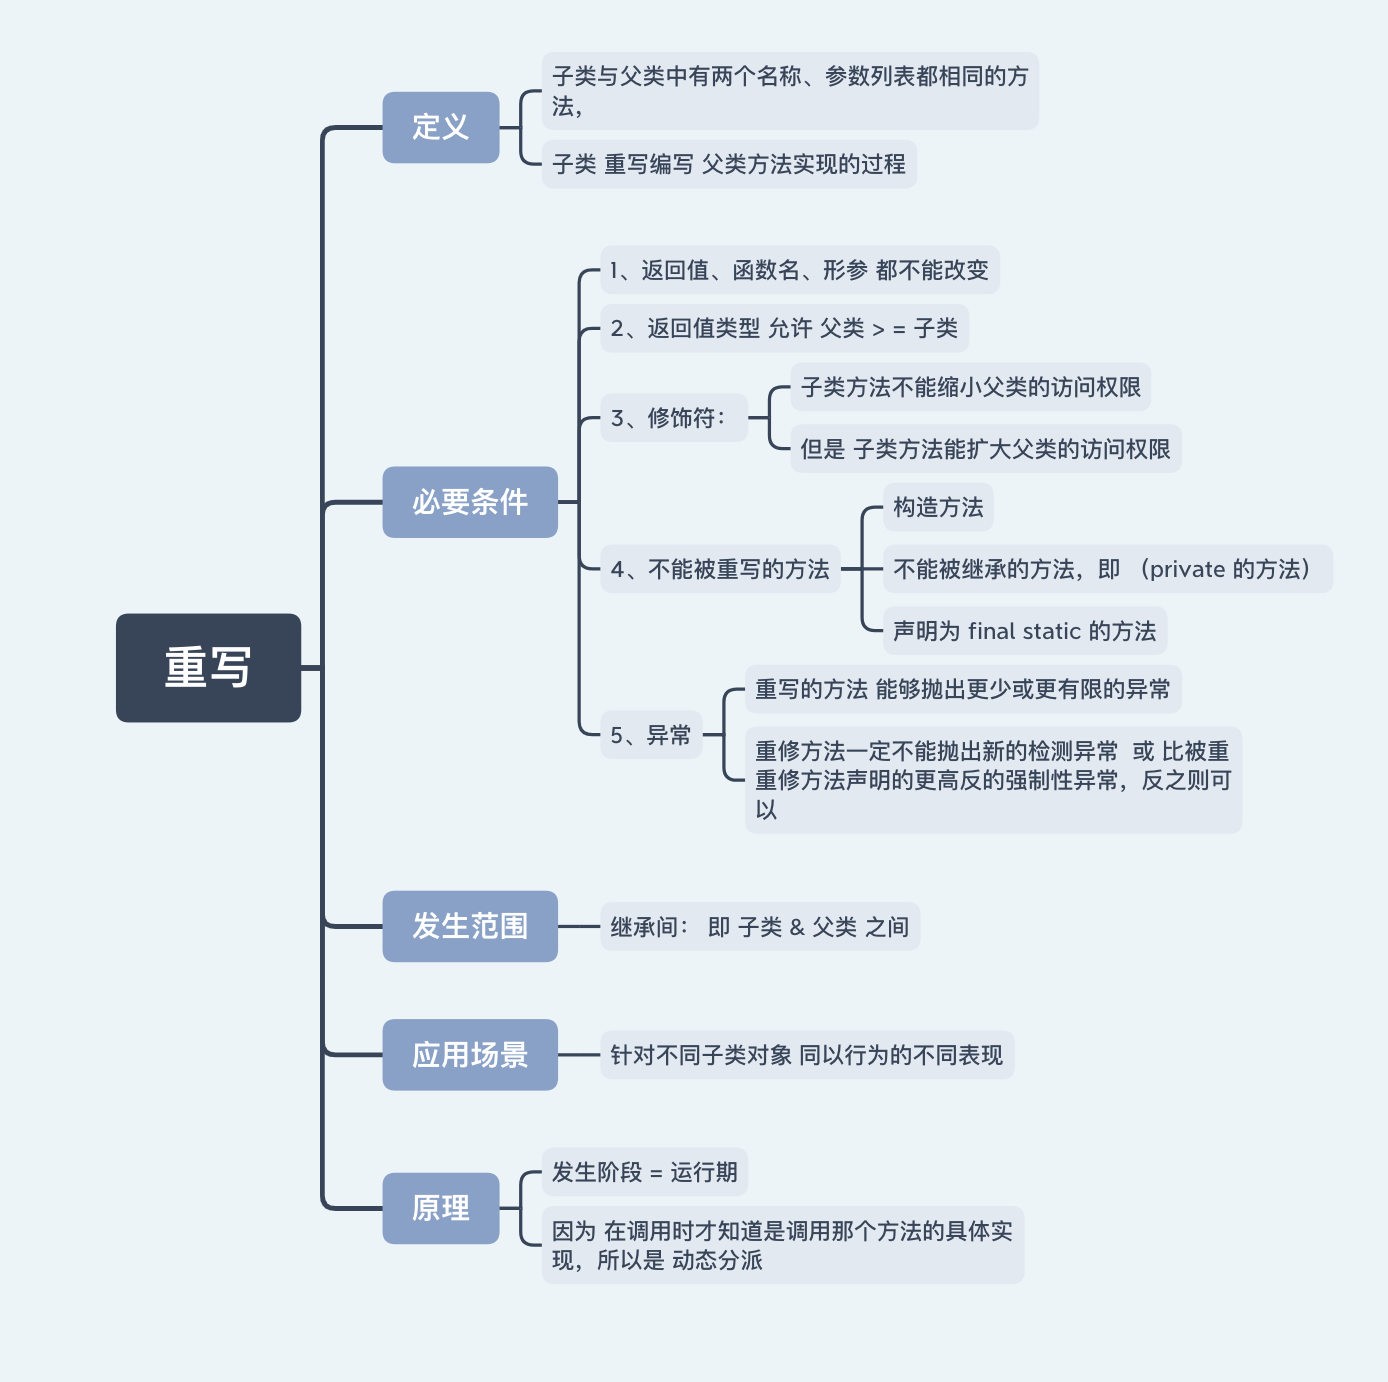 重写
定义
子类与父类中有两个名称、参数列表都相同的方
法，
子类 重写编写 父类方法实现的过程
必要条件
1、返回值、函数名、形参 都不能改变
2、返回值类型 允许 父类 > = 子类
3、修饰符：
子类方法不能缩小父类的访问权限
但是 子类方法能扩大父类的访问权限
4、不能被重写的方法
构造方法
不能被继承的方法，即 （private 的方法）
声明为 final static 的方法
5、异常
重写的方法 能够抛出更少或更有限的异常
重修方法一定不能抛出新的检测异常 或 比被重
重修方法声明的更高反的强制性异常，反之则可
以
发生范围
继承间： 即 子类 & 父类 之间
应用场景
针对不同子类对象 同以行为的不同表现
原理
发生阶段 = 运行期
因为 在调用时才知道是调用那个方法的具体实
现，所以是 动态分派